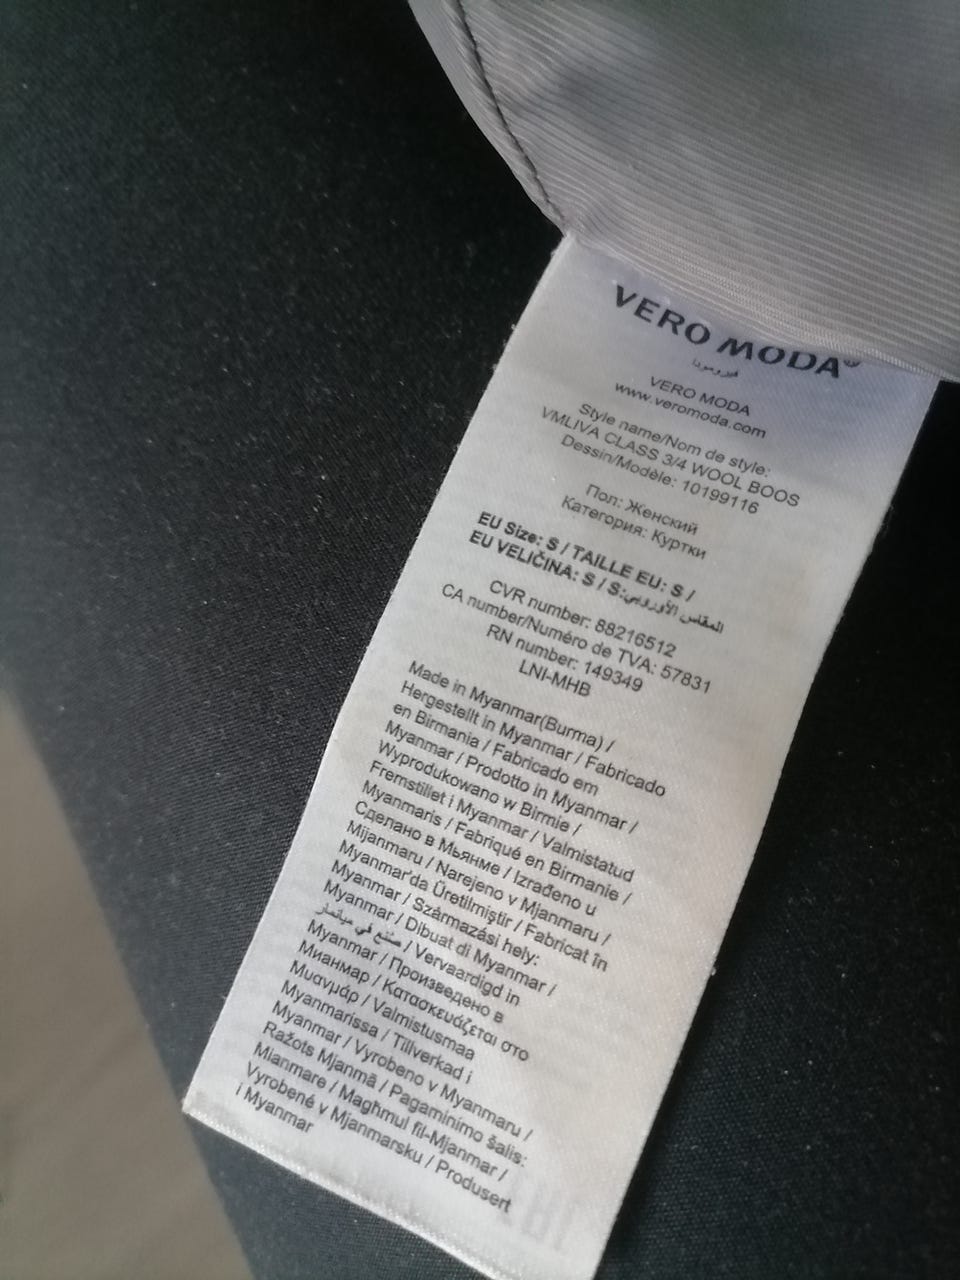 VERO MODA®
فيرومودا
VERO MODA
www.veromoda.com
Style name/Nom de style:
VMLIVA CLASS 3/4 WOOL BOOS
Dessin/Modèle: 10199116
Пол: Женский
Категория: Куртки
EU Size: S / TAILLE EU: S /
EU VELIČINA: S / S:المقاس الأوروبي
CVR number: 88216512
CA number/Numéro de TVA: 57831
RN number: 149349
LNI-MHB
Made in Myanmar(Burma) /
Hergestellt in Myanmar / Fabricado
en Birmania / Fabricado em
Myanmar / Prodotto in Myanmar /
Wyprodukowano w Birmie /
Fremstillet i Myanmar / Valmistatud
Myanmaris / Fabriqué en Birmanie /
Сделано в Мьянме / Izrađeno u
Mijanmaru / Narejeno v Mjanmaru /
Myanmar'da Üretilmiştir / Fabricat în
Myanmar / Származási hely:
Myanmar / Dibuat di Myanmar /
صنع في ميانمار / Vervaardigd in
Myanmar / Произведено в
Мианмар / Κατασκευάζεται στο
Μυανμάρ / Valmistusmaa
Myanmarissa / Tillverkad i
Myanmar / Vyrobeno v Myanmaru /
Ražots Mjanmā / Pagaminimo šalis:
Mianmare / Magħmul fil-Mjanmar /
Vyrobené v Mjanmarsku / Produsert
i Myanmar